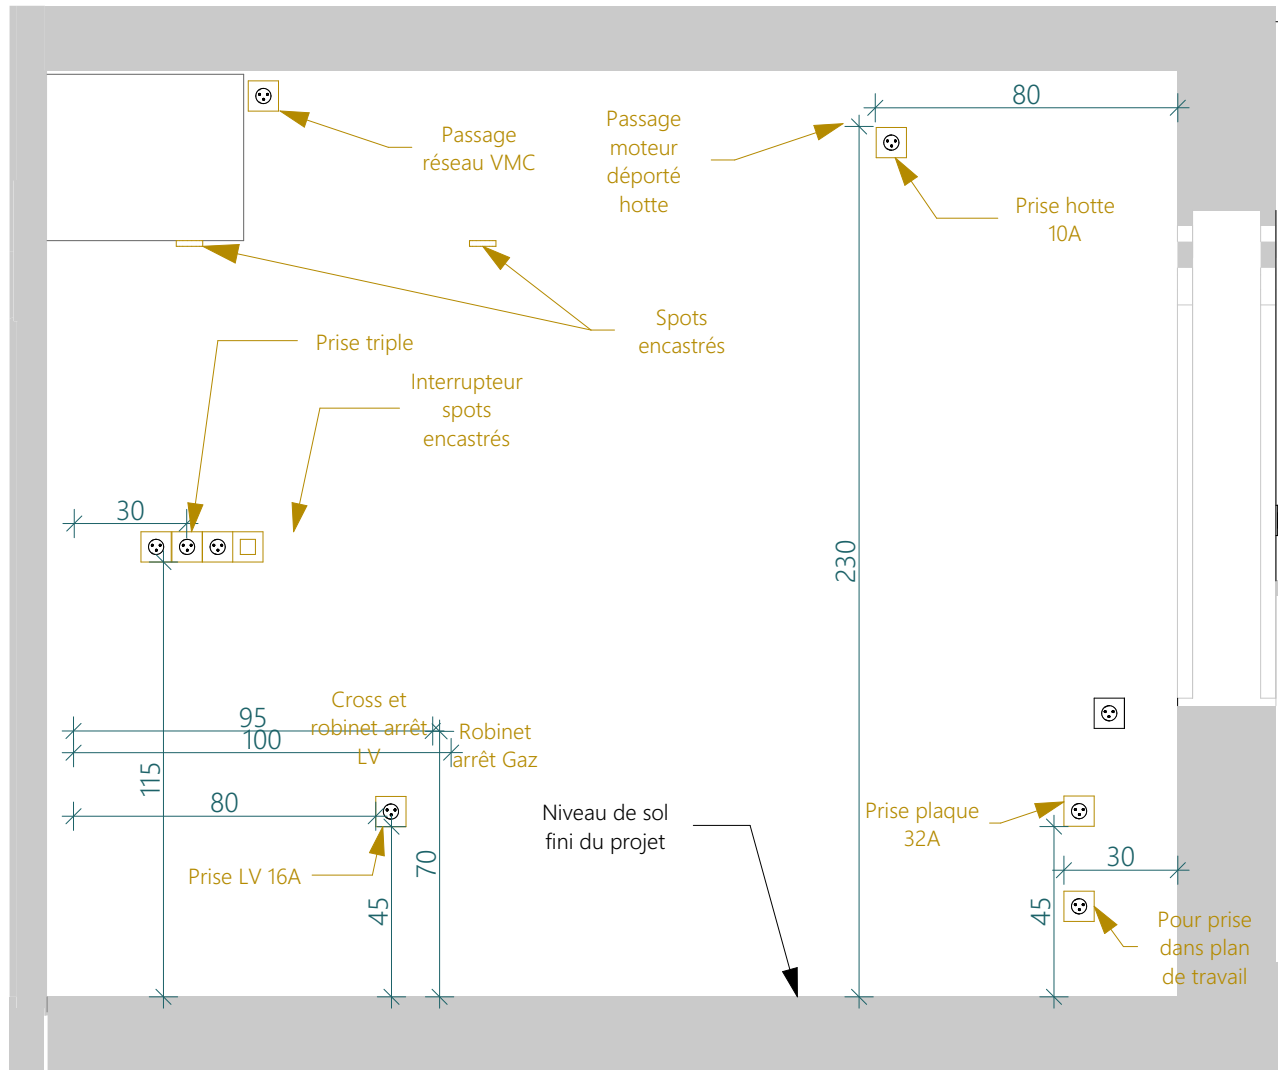 80
Passage
réseau VMC
Passage
moteur
déporté
hotte
Prise hotte
10A
Spots
encastrés
Prise triple
Interrupteur
spots
encastrés
30
230
Cross et
robinet arrêt
LV
95
100
Robinet
arrêt Gaz
115
80
Prise LV 16A
45
70
Niveau de sol
fini du projet
Prise plaque
32A
30
45
Pour prise
dans plan
de travail